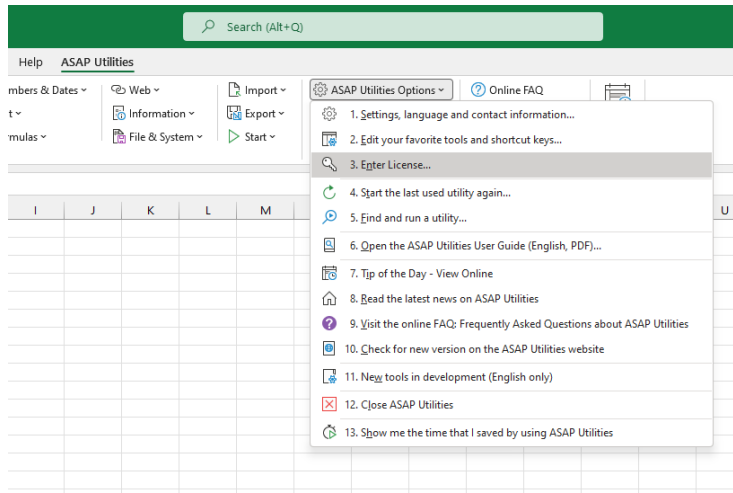 Search (Alt+Q)
Help ASAP Utilities
mbers & Dates Web Import ASAP Utilities Options Online FAQ
t Information Export
rmulas File & System Start
1. Settings, language and contact information...
2. Edit your favorite tools and shortcut keys...
3. Enter License...
4. Start the last used utility again...
5. Find and run a utility...
6. Open the ASAP Utilities User Guide (English, PDF)...
7. Tip of the Day - View Online
8. Read the latest news on ASAP Utilities
9. Visit the online FAQ; Frequently Asked Questions about ASAP Utilities
10. Check for new version on the ASAP Utilities website
11. New tools in development (English only)
12. Close ASAP Utilities
13. Show me the time that I saved by using ASAP Utilities
I J K L M U